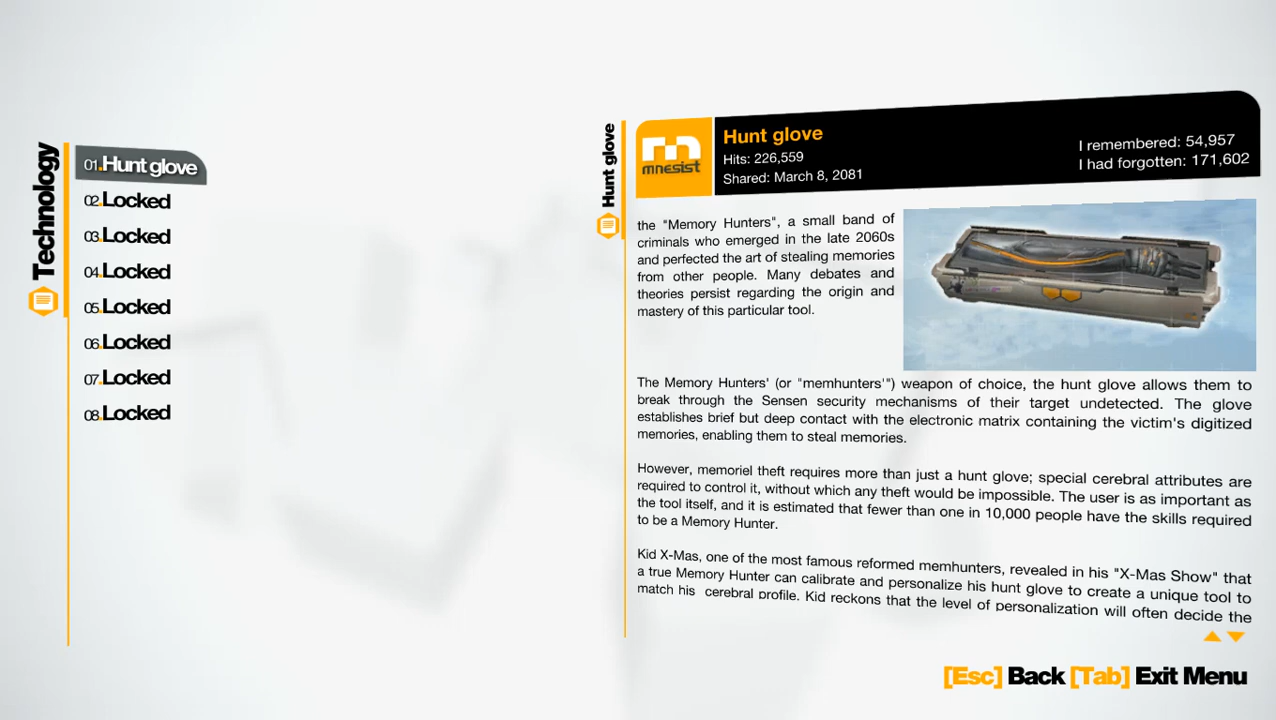 Technology
01.Hunt glove
02.Locked
03.Locked
04.Locked
05.Locked
06.Locked
07.Locked
08.Locked
Hunt glove
mnesist
Hunt glove
Hits: 226,559
Shared: March 8, 2081
I remembered: 54,957
I had forgotten: 171,602
the "Memory Hunters", a small band of
criminals who emerged in the late 2060s
and perfected the art of stealing memories
from other people. Many debates and
theories persist regarding the origin and
mastery of this particular tool.
The Memory Hunters' (or "memhunters'") weapon of choice, the hunt glove allows them to
break through the Sensen security mechanisms of their target undetected. The glove
establishes brief but deep contact with the electronic matrix containing the victim's digitized
memories, enabling them to steal memories.
However, memoriel theft requires more than just a hunt glove; special cerebral attributes are
required to control it, without which any theft would be impossible. The user is as important as
the tool itself, and it is estimated that fewer than one in 10,000 people have the skills required
to be a Memory Hunter.
Kid X-Mas, one of the most famous reformed memhunters, revealed in his "X-Mas Show" that
a true Memory Hunter can calibrate and personalize his hunt glove to create a unique tool to
match his cerebral profile. Kid reckons that the level of personalization will often decide the
[Esc] Back [Tab] Exit Menu